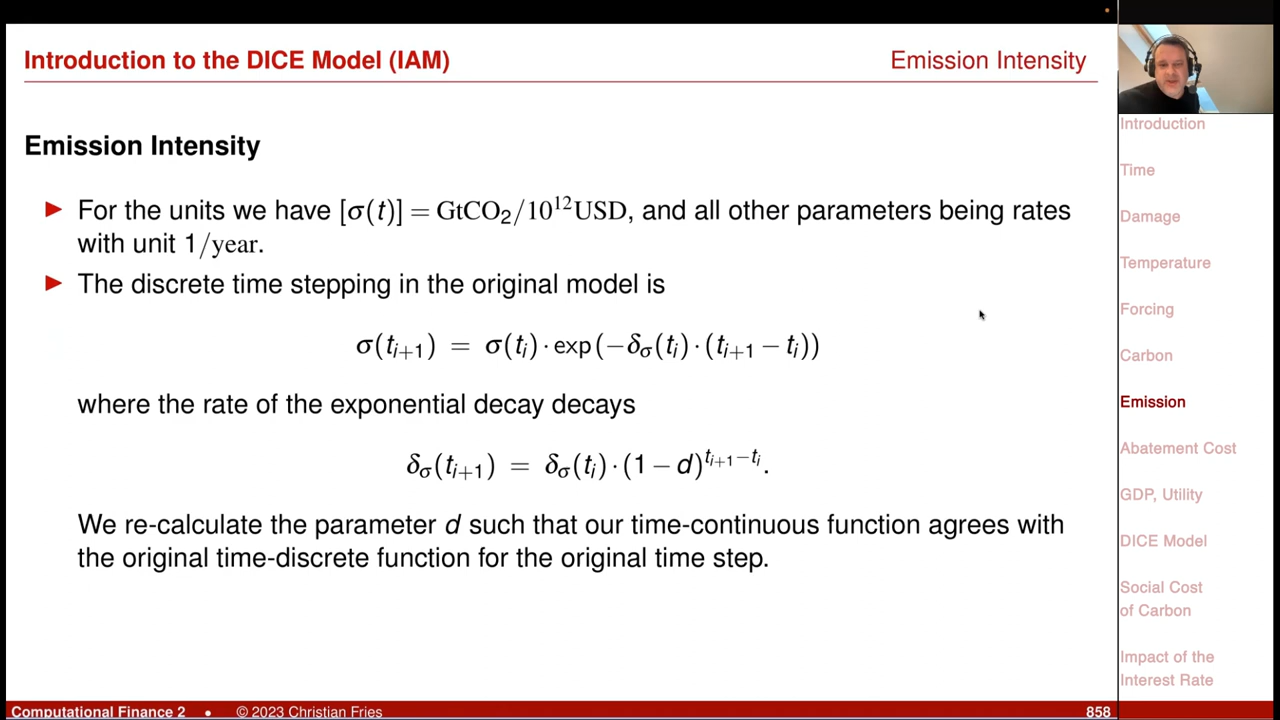 Introduction to the DICE Model (IAM)
Emission Intensity
Emission Intensity
▶ For the units we have [σ(t)] = GtCO₂/10¹²USD, and all other parameters being rates
with unit 1/year.
▶ The discrete time stepping in the original model is
σ(tᵢ₊₁) = σ(tᵢ) · exp(−δσ(tᵢ) · (tᵢ₊₁ − tᵢ))
where the rate of the exponential decay decays
δσ(tᵢ₊₁) = δσ(tᵢ) · (1 − d)^{tᵢ₊₁−tᵢ}.
We re-calculate the parameter d such that our time-continuous function agrees with
the original time-discrete function for the original time step.
Introduction
Time
Damage
Temperature
Forcing
Carbon
Emission
Abatement Cost
GDP, Utility
DICE Model
Social Cost
of Carbon
Impact of the
Interest Rate
Computational Finance 2 • © 2023 Christian Fries
858